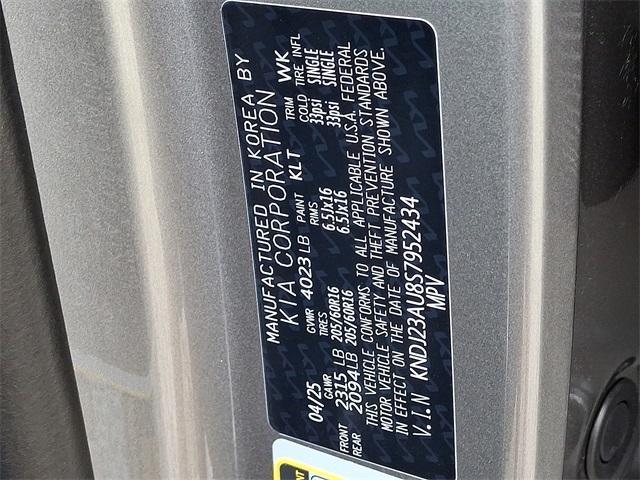 MANUFACTURED IN KOREA BY
KIA CORPORATION
04/25 GVWR 4023 LB PAINT KLT TRIM WK
GAWR TIRES RIMS COLD TIRE INFL
FRONT 2315 LB 205/60R16 6.5Jx16 33psi SINGLE
REAR 2094 LB 205/60R16 6.5Jx16 33psi SINGLE
THIS VEHICLE CONFORMS TO ALL APPLICABLE U.S.A. FEDERAL
MOTOR VEHICLE SAFETY AND THEFT PREVENTION STANDARDS
IN EFFECT ON THE DATE OF MANUFACTURE SHOWN ABOVE.
V.I.N KNDJ23AU8S7952434
MPV